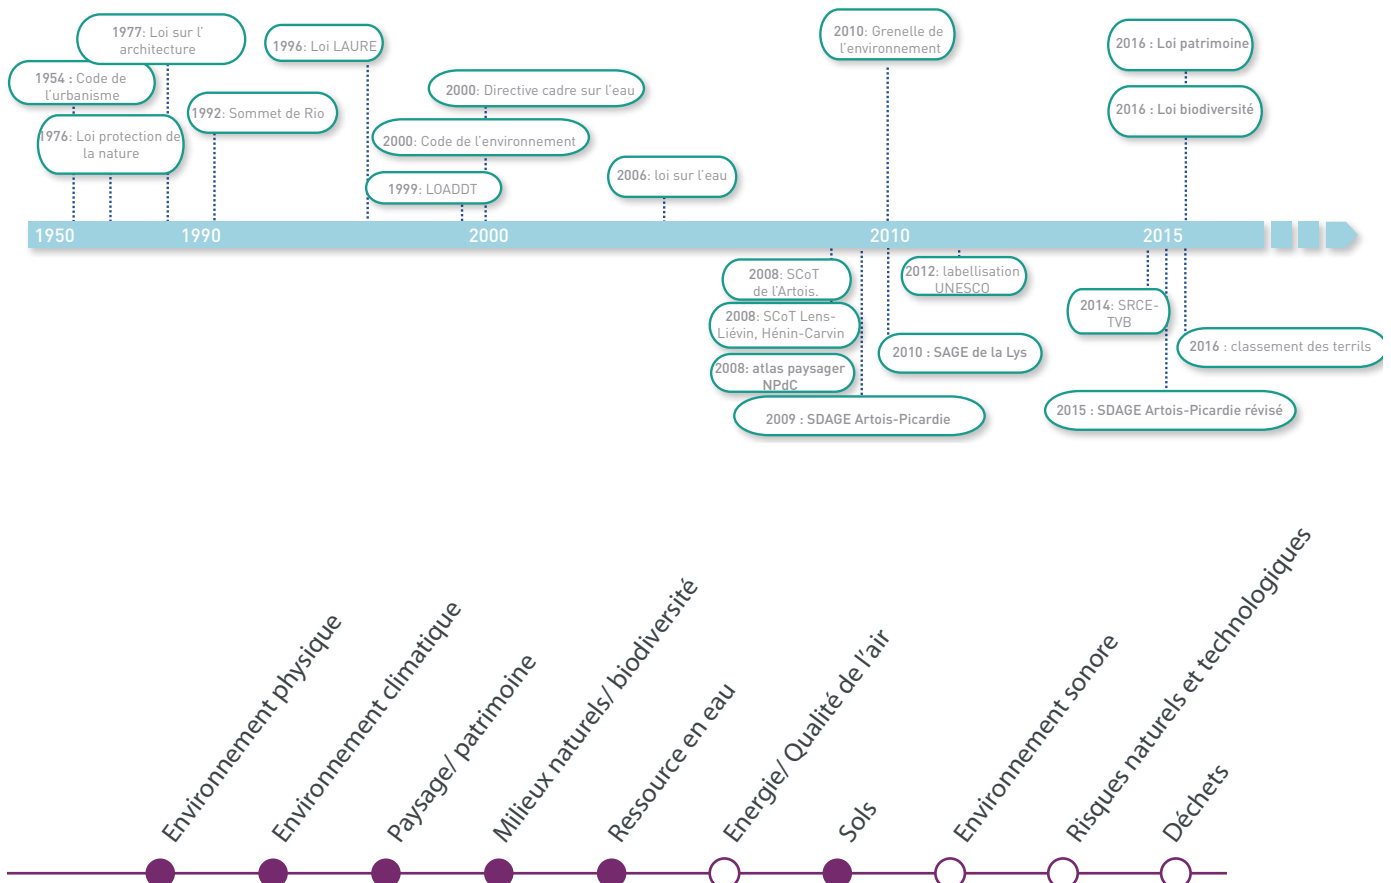 1977: Loi sur l'
architecture
1996: Loi LAURE
2010: Grenelle de
l'environnement
2016 : Loi patrimoine
1954 : Code de
l'urbanisme
2000: Directive cadre sur l'eau
1992: Sommet de Rio
2016 : Loi biodiversité
1976: Loi protection de
la nature
2000: Code de l'environnement
1999: LOADDT
2006: loi sur l'eau
1950 1990 2000 2010 2015
2008: SCoT
de l'Artois.
2012: labellisation
UNESCO
2008: SCoT Lens-
Liévin, Hénin-Carvin
2014: SRCE-
TVB
2010 : SAGE de la Lys
2016 : classement des terrils
2008: atlas paysager
NPdC
2009 : SDAGE Artois-Picardie
2015 : SDAGE Artois-Picardie révisé
Environnement physique
Environnement climatique
Paysage/ patrimoine
Milieux naturels/ biodiversité
Ressource en eau
Energie/ Qualité de l'air
Sols
Environnement sonore
Risques naturels et technologiques
Déchets